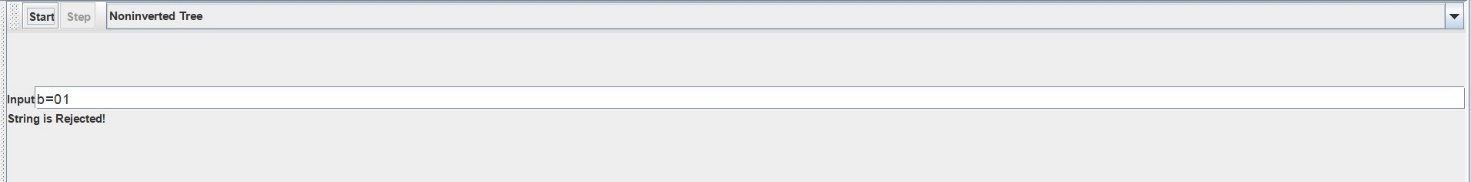 Start Step Noninverted Tree
Input b=01
String is Rejected!